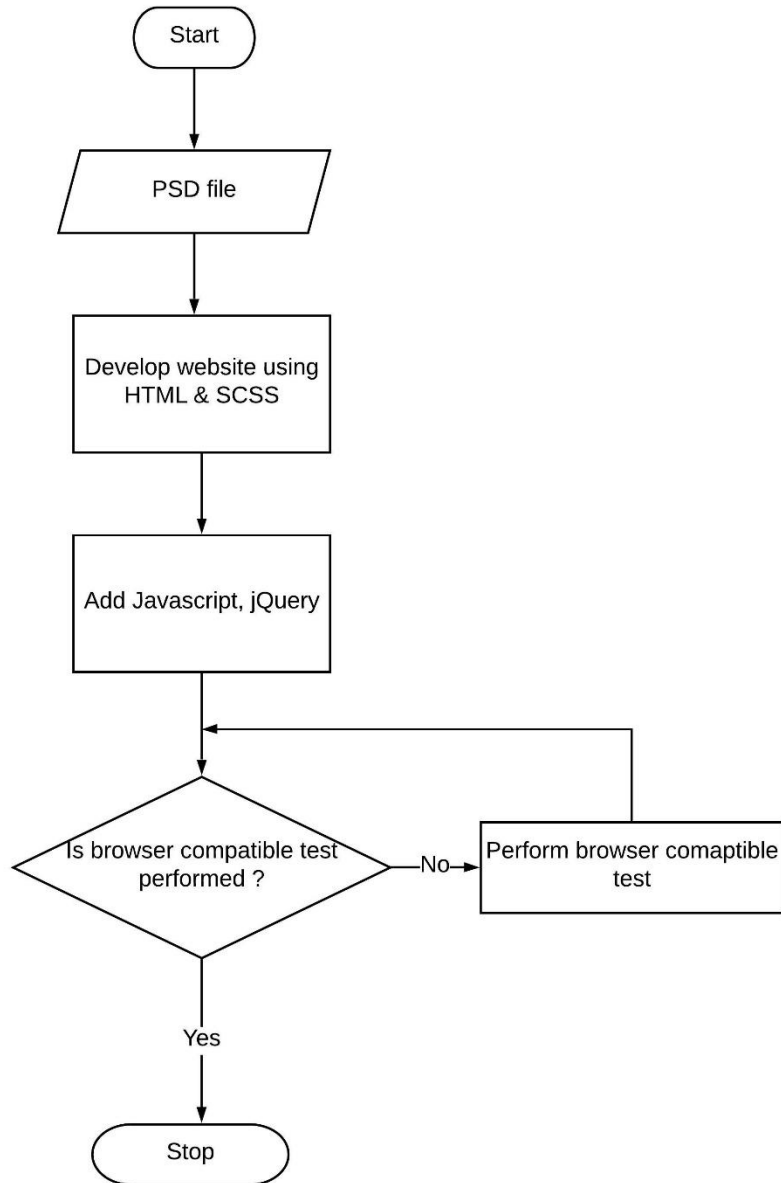 Start
PSD file
Develop website using
HTML & SCSS
Add Javascript, jQuery
Is browser compatible test
performed ?
No
Perform browser comaptible
test
Yes
Stop